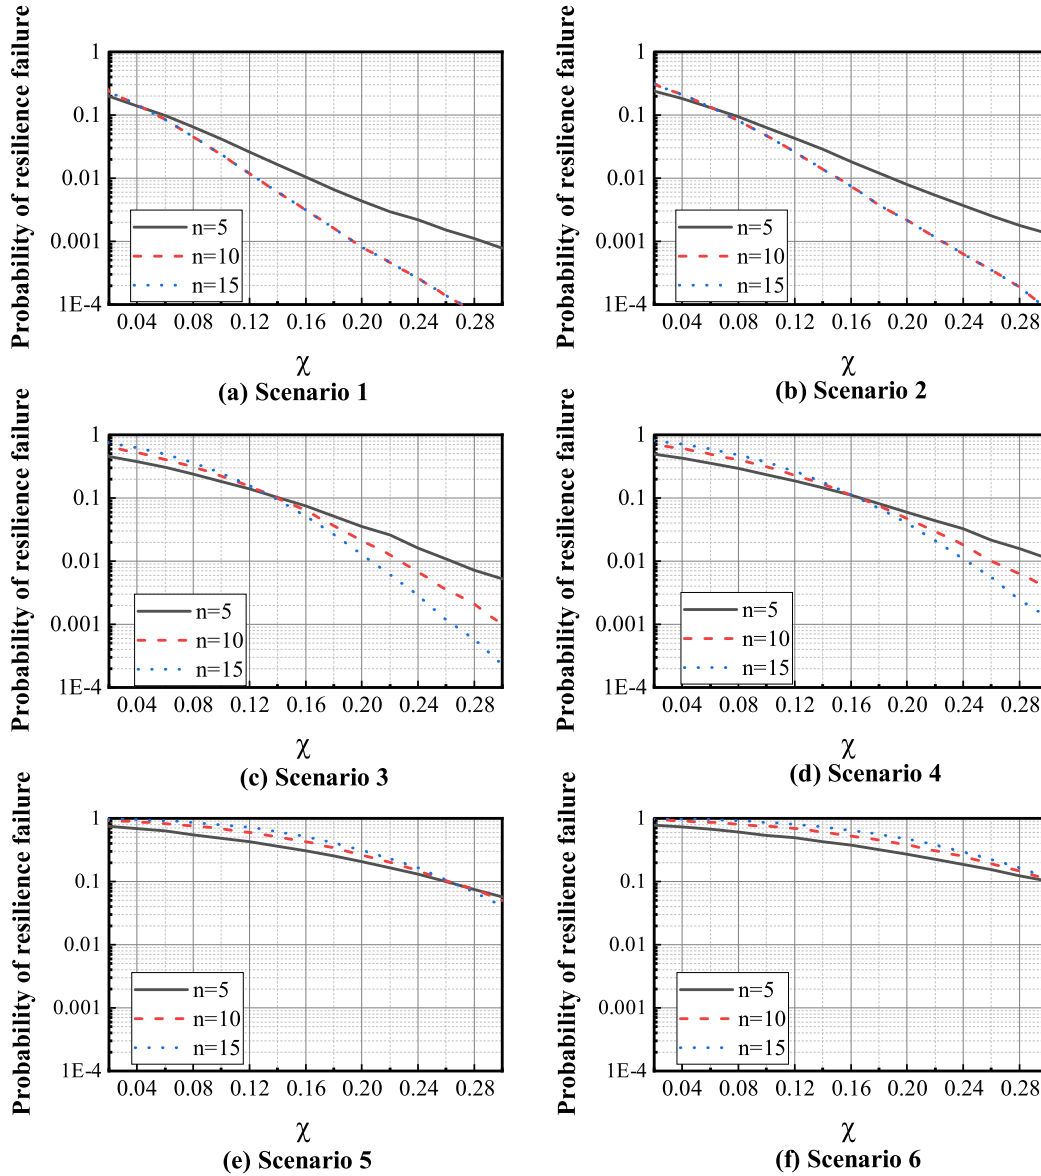 Probability of resilience failure
1
0.1
0.01
0.001
1E-4
n=5
n=10
n=15
0.04 0.08 0.12 0.16 0.20 0.24 0.28
χ
(a) Scenario 1
Probability of resilience failure
1
0.1
0.01
0.001
1E-4
n=5
n=10
n=15
0.04 0.08 0.12 0.16 0.20 0.24 0.28
χ
(b) Scenario 2
Probability of resilience failure
1
0.1
0.01
0.001
1E-4
n=5
n=10
n=15
0.04 0.08 0.12 0.16 0.20 0.24 0.28
χ
(c) Scenario 3
Probability of resilience failure
1
0.1
0.01
0.001
1E-4
n=5
n=10
n=15
0.04 0.08 0.12 0.16 0.20 0.24 0.28
χ
(d) Scenario 4
Probability of resilience failure
1
0.1
0.01
0.001
1E-4
n=5
n=10
n=15
0.04 0.08 0.12 0.16 0.20 0.24 0.28
χ
(e) Scenario 5
Probability of resilience failure
1
0.1
0.01
0.001
1E-4
n=5
n=10
n=15
0.04 0.08 0.12 0.16 0.20 0.24 0.28
χ
(f) Scenario 6